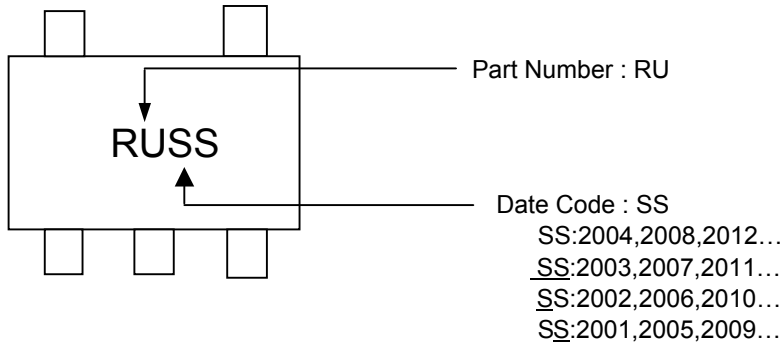 Part Number : RU
RUSS
Date Code : SS
SS:2004,2008,2012…
SS:2003,2007,2011…
SS:2002,2006,2010…
SS:2001,2005,2009…